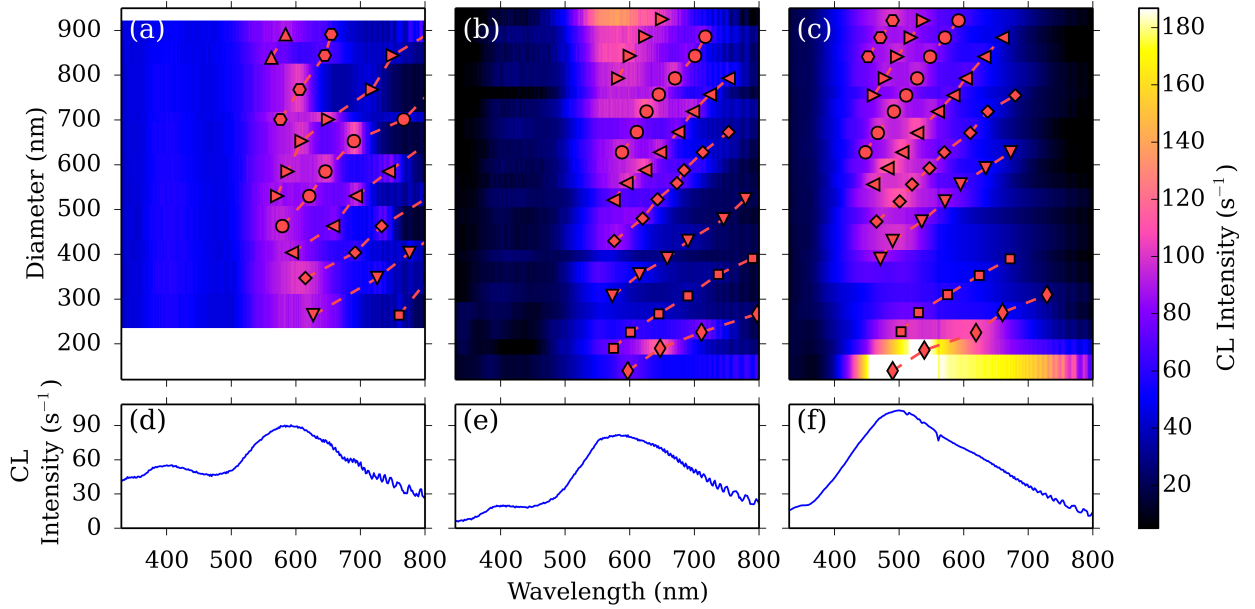 (a) (b) (c)
900
800
700
600
500
400
300
200
Diameter (nm)
180
160
140
120
100
80
60
40
20
CL Intensity (s⁻¹)
(d) (e) (f)
90
60
30
0
CL
Intensity (s⁻¹)
400 500 600 700 800 400 500 600 700 800 400 500 600 700 800
Wavelength (nm)